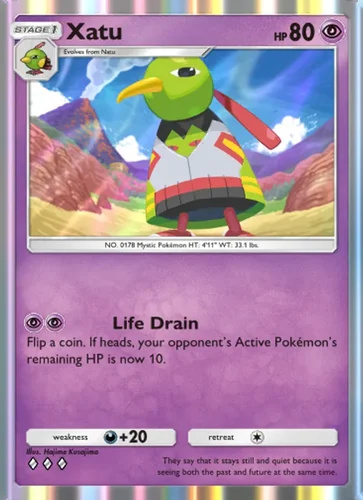 STAGE 1 Xatu HP 80
Evolves from Natu
NO. 0178 Mystic Pokémon HT: 4'11" WT: 33.1 lbs.
Life Drain
Flip a coin. If heads, your opponent's Active Pokémon's
remaining HP is now 10.
weakness +20 retreat
Illus. Hajime Kusajima
They say that it stays still and quiet because it is
seeing both the past and future at the same time.